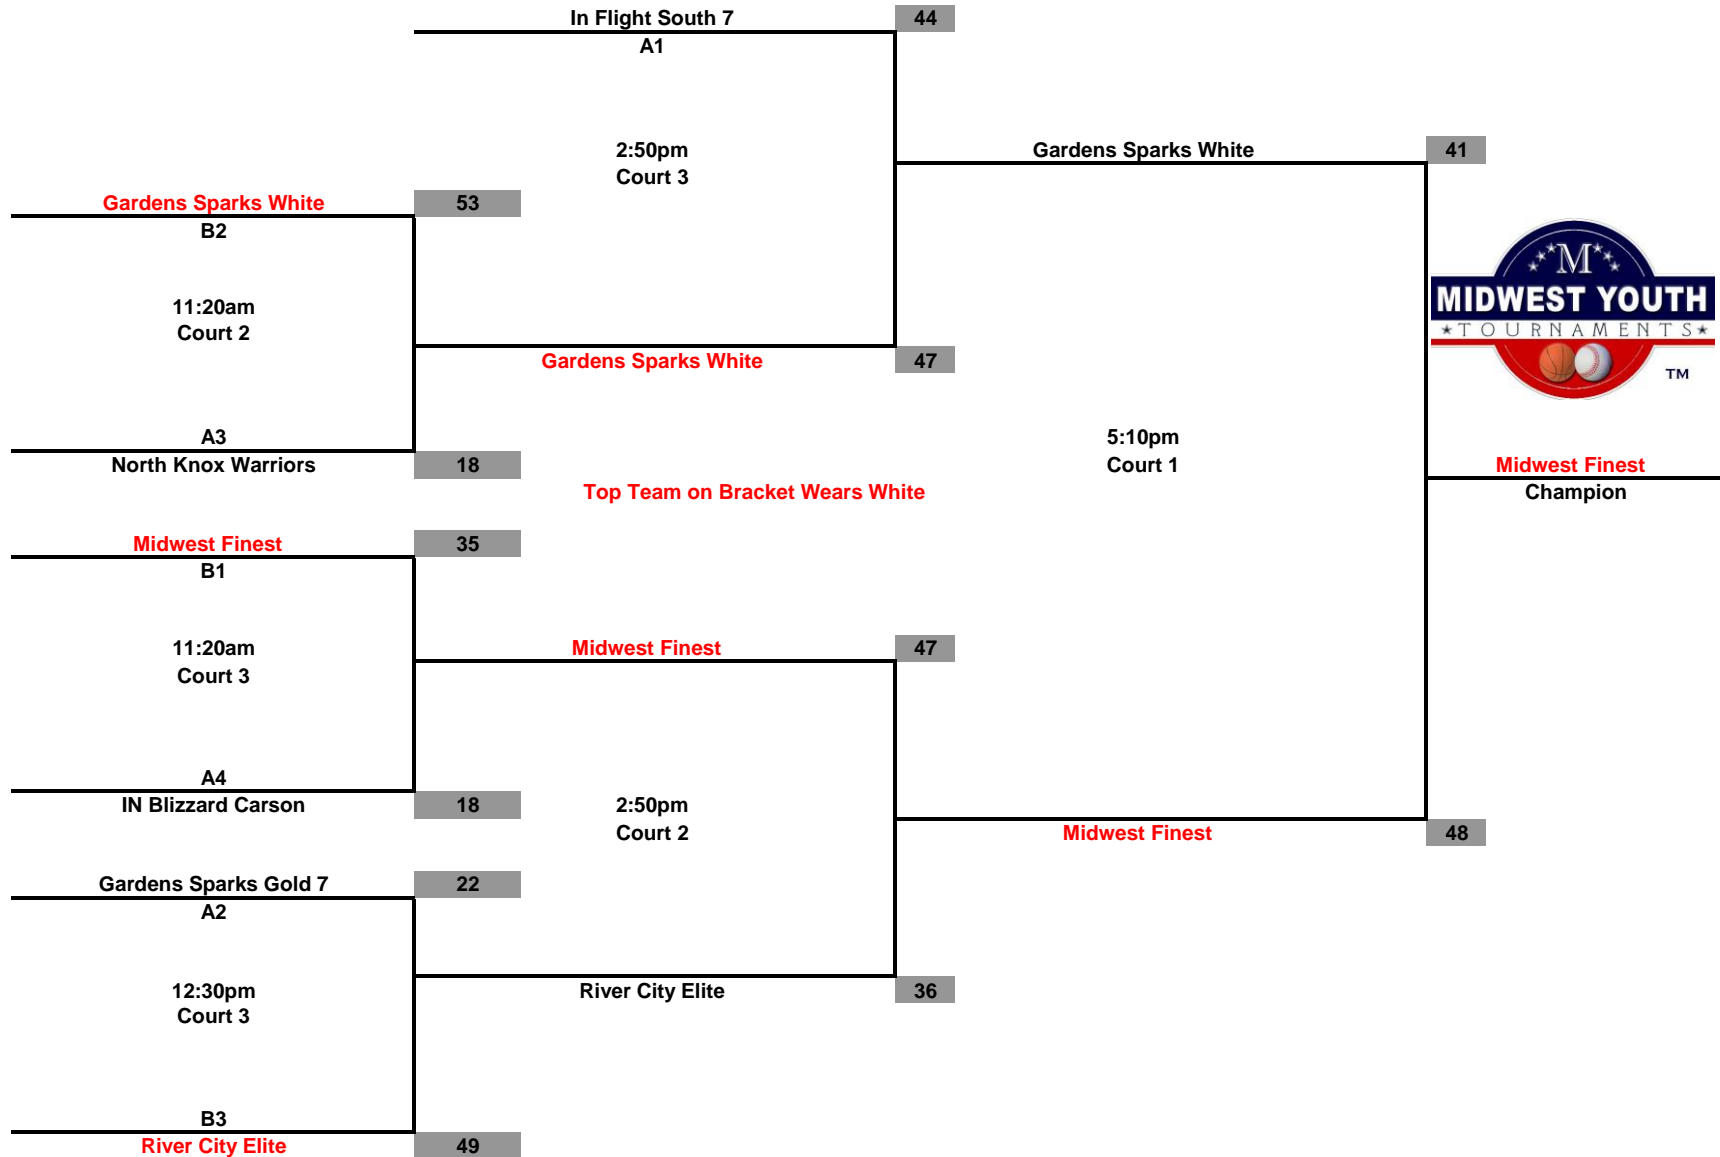 In Flight South 7
44
A1
2:50pm
Court 3
Gardens Sparks White
41
Gardens Sparks White
53
B2
11:20am
Court 2
Gardens Sparks White
47
A3
North Knox Warriors
18
M
MIDWEST YOUTH
TOURNAMENTS
TM
5:10pm
Court 1
Midwest Finest
Champion
Top Team on Bracket Wears White
Midwest Finest
35
B1
11:20am
Court 3
Midwest Finest
47
A4
IN Blizzard Carson
18
2:50pm
Court 2
Midwest Finest
48
Gardens Sparks Gold 7
22
A2
12:30pm
Court 3
River City Elite
36
B3
River City Elite
49